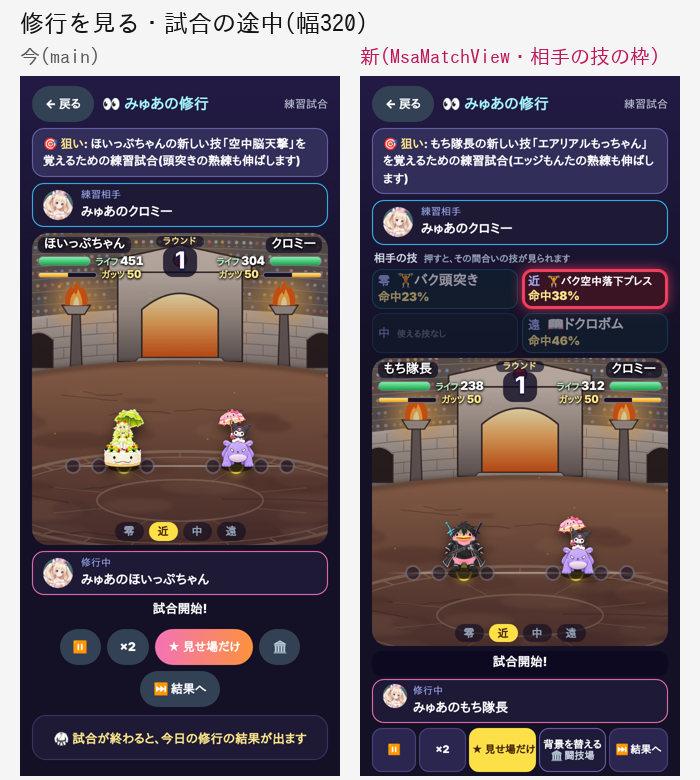 修行を見る・試合の途中(幅320)
今(main)
← 戻る
👀 みゅあの修行
練習試合
🎯 狙い: ほいっぷちゃんの新しい技「空中脳天撃」を
覚えるための練習試合(頭突きの熟練も伸ばします)
練習相手
みゅあのクロミー
ほいっぷちゃん
ラウンド
クロミー
ライフ 451
1
ライフ 304
ガッツ 50
ガッツ 50
零 近 中 遠
修行中
みゅあのほいっぷちゃん
試合開始!
⏸ ×2 ★ 見せ場だけ 🏛
⏭ 結果へ
🥋 試合が終わると、今日の修行の結果が出ます
新(MsaMatchView・相手の技の枠)
← 戻る
👀 みゅあの修行
練習試合
🎯 狙い: もち隊長の新しい技「エアリアルもっちゃん」
を覚えるための練習試合(エッジもんたの熟練も伸ばし
ます)
練習相手
みゅあのクロミー
相手の技 押すと、その間合いの技が見られます
零 🏋バク頭突き
命中23%
近 🏋バク空中落下プレス
命中38%
中 使える技なし
遠 📖ドクロボム
命中46%
もち隊長
ラウンド
クロミー
ライフ 238
1
ライフ 312
ガッツ 50
ガッツ 50
零 近 中 遠
試合開始!
修行中
みゅあのもち隊長
⏸ ×2 ★ 見せ場だけ
背景を替える
🏛 闘技場
⏭ 結果へ